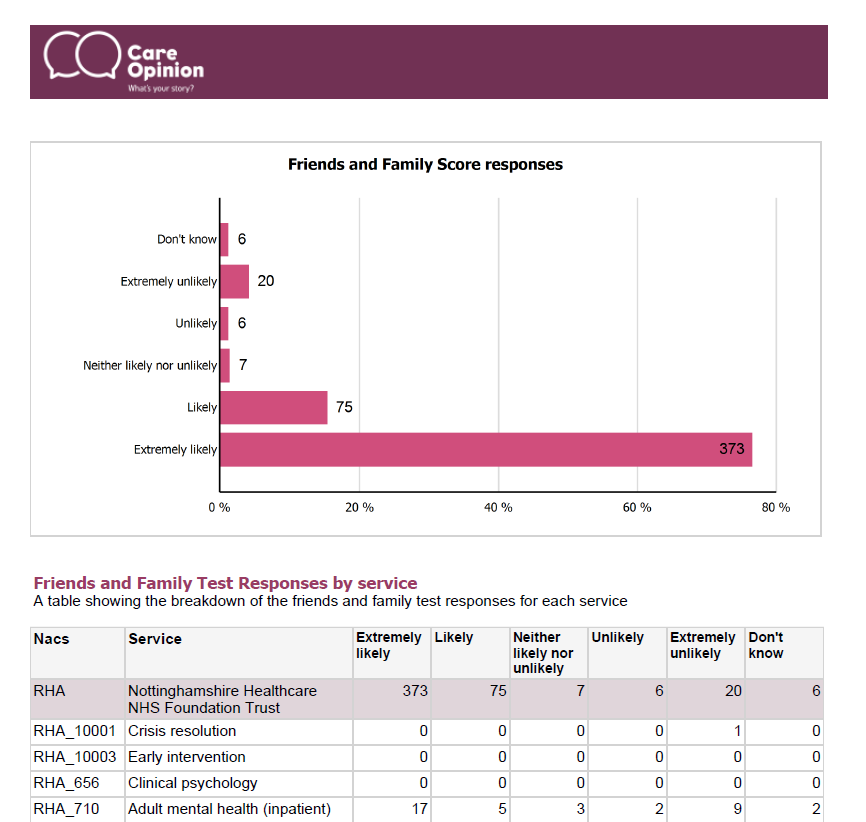 Care
Opinion
What's your story?
Friends and Family Score responses
Don't know 6
Extremely unlikely 20
Unlikely 6
Neither likely nor unlikely 7
Likely 75
Extremely likely 373
0 % 20 % 40 % 60 % 80 %
Friends and Family Test Responses by service
A table showing the breakdown of the friends and family test responses for each service
Nacs Service Extremely likely Likely Neither likely nor unlikely Unlikely Extremely unlikely Don't know
RHA Nottinghamshire Healthcare NHS Foundation Trust 373 75 7 6 20 6
RHA_10001 Crisis resolution 0 0 0 0 1 0
RHA_10003 Early intervention 0 0 0 0 0 0
RHA_656 Clinical psychology 0 0 0 0 0 0
RHA_710 Adult mental health (inpatient) 17 5 3 2 9 2